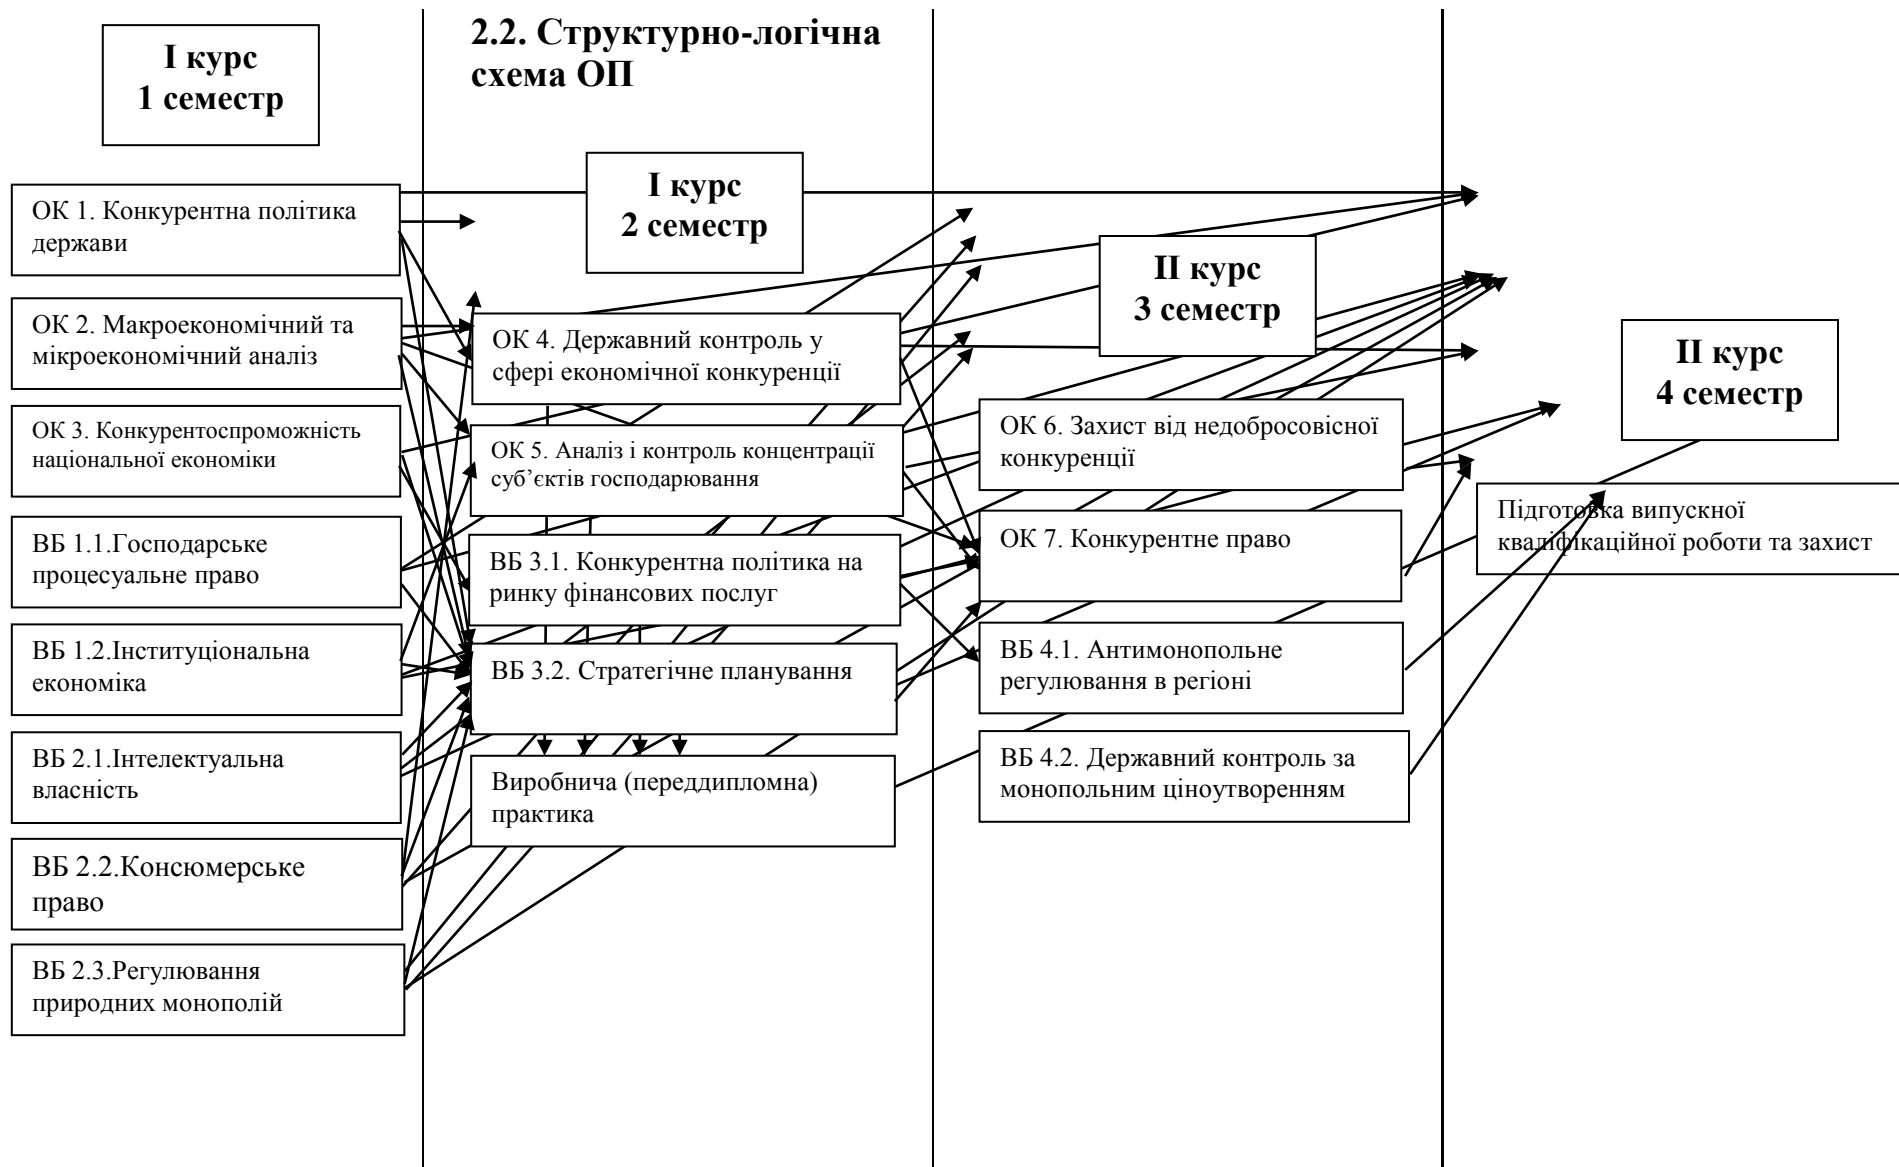 І курс
1 семестр
ОК 1. Конкурентна політика
держави
ОК 2. Макроекономічний та
мікроекономічний аналіз
ОК 3. Конкурентоспроможність
національної економіки
ВБ 1.1.Господарське
процесуальне право
ВБ 1.2.Інституціональна
економіка
ВБ 2.1.Інтелектуальна
власність
ВБ 2.2.Консюмерське
право
ВБ 2.3.Регулювання
природних монополій
2.2. Структурно-логічна
схема ОП
І курс
2 семестр
ОК 4. Державний контроль у
сфері економічної конкуренції
ОК 5. Аналіз і контроль концентрації
суб’єктів господарювання
ВБ 3.1. Конкурентна політика на
ринку фінансових послуг
ВБ 3.2. Стратегічне планування
Виробнича (переддипломна)
практика
ІІ курс
3 семестр
ОК 6. Захист від недобросовісної
конкуренції
ОК 7. Конкурентне право
ВБ 4.1. Антимонопольне
регулювання в регіоні
ВБ 4.2. Державний контроль за
монопольним ціноутворенням
ІІ курс
4 семестр
Підготовка випускної
кваліфікаційної роботи та захист